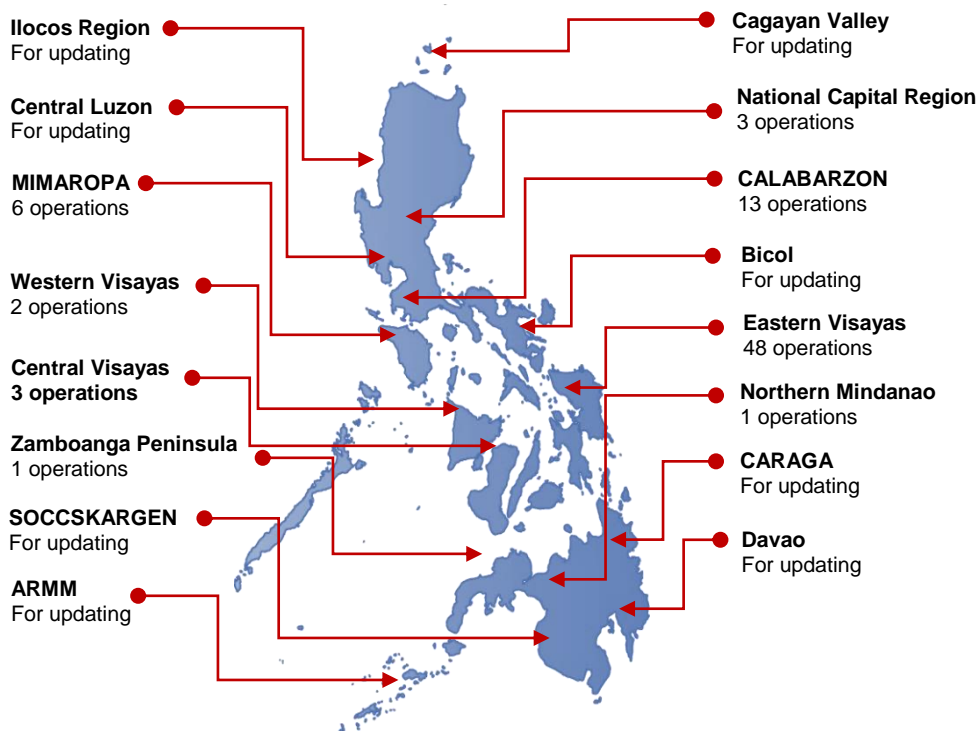 Ilocos Region
For updating
Central Luzon
For updating
MIMAROPA
6 operations
Western Visayas
2 operations
Central Visayas
3 operations
Zamboanga Peninsula
1 operations
SOCCSKARGEN
For updating
ARMM
For updating
Cagayan Valley
For updating
National Capital Region
3 operations
CALABARZON
13 operations
Bicol
For updating
Eastern Visayas
48 operations
Northern Mindanao
1 operations
CARAGA
For updating
Davao
For updating